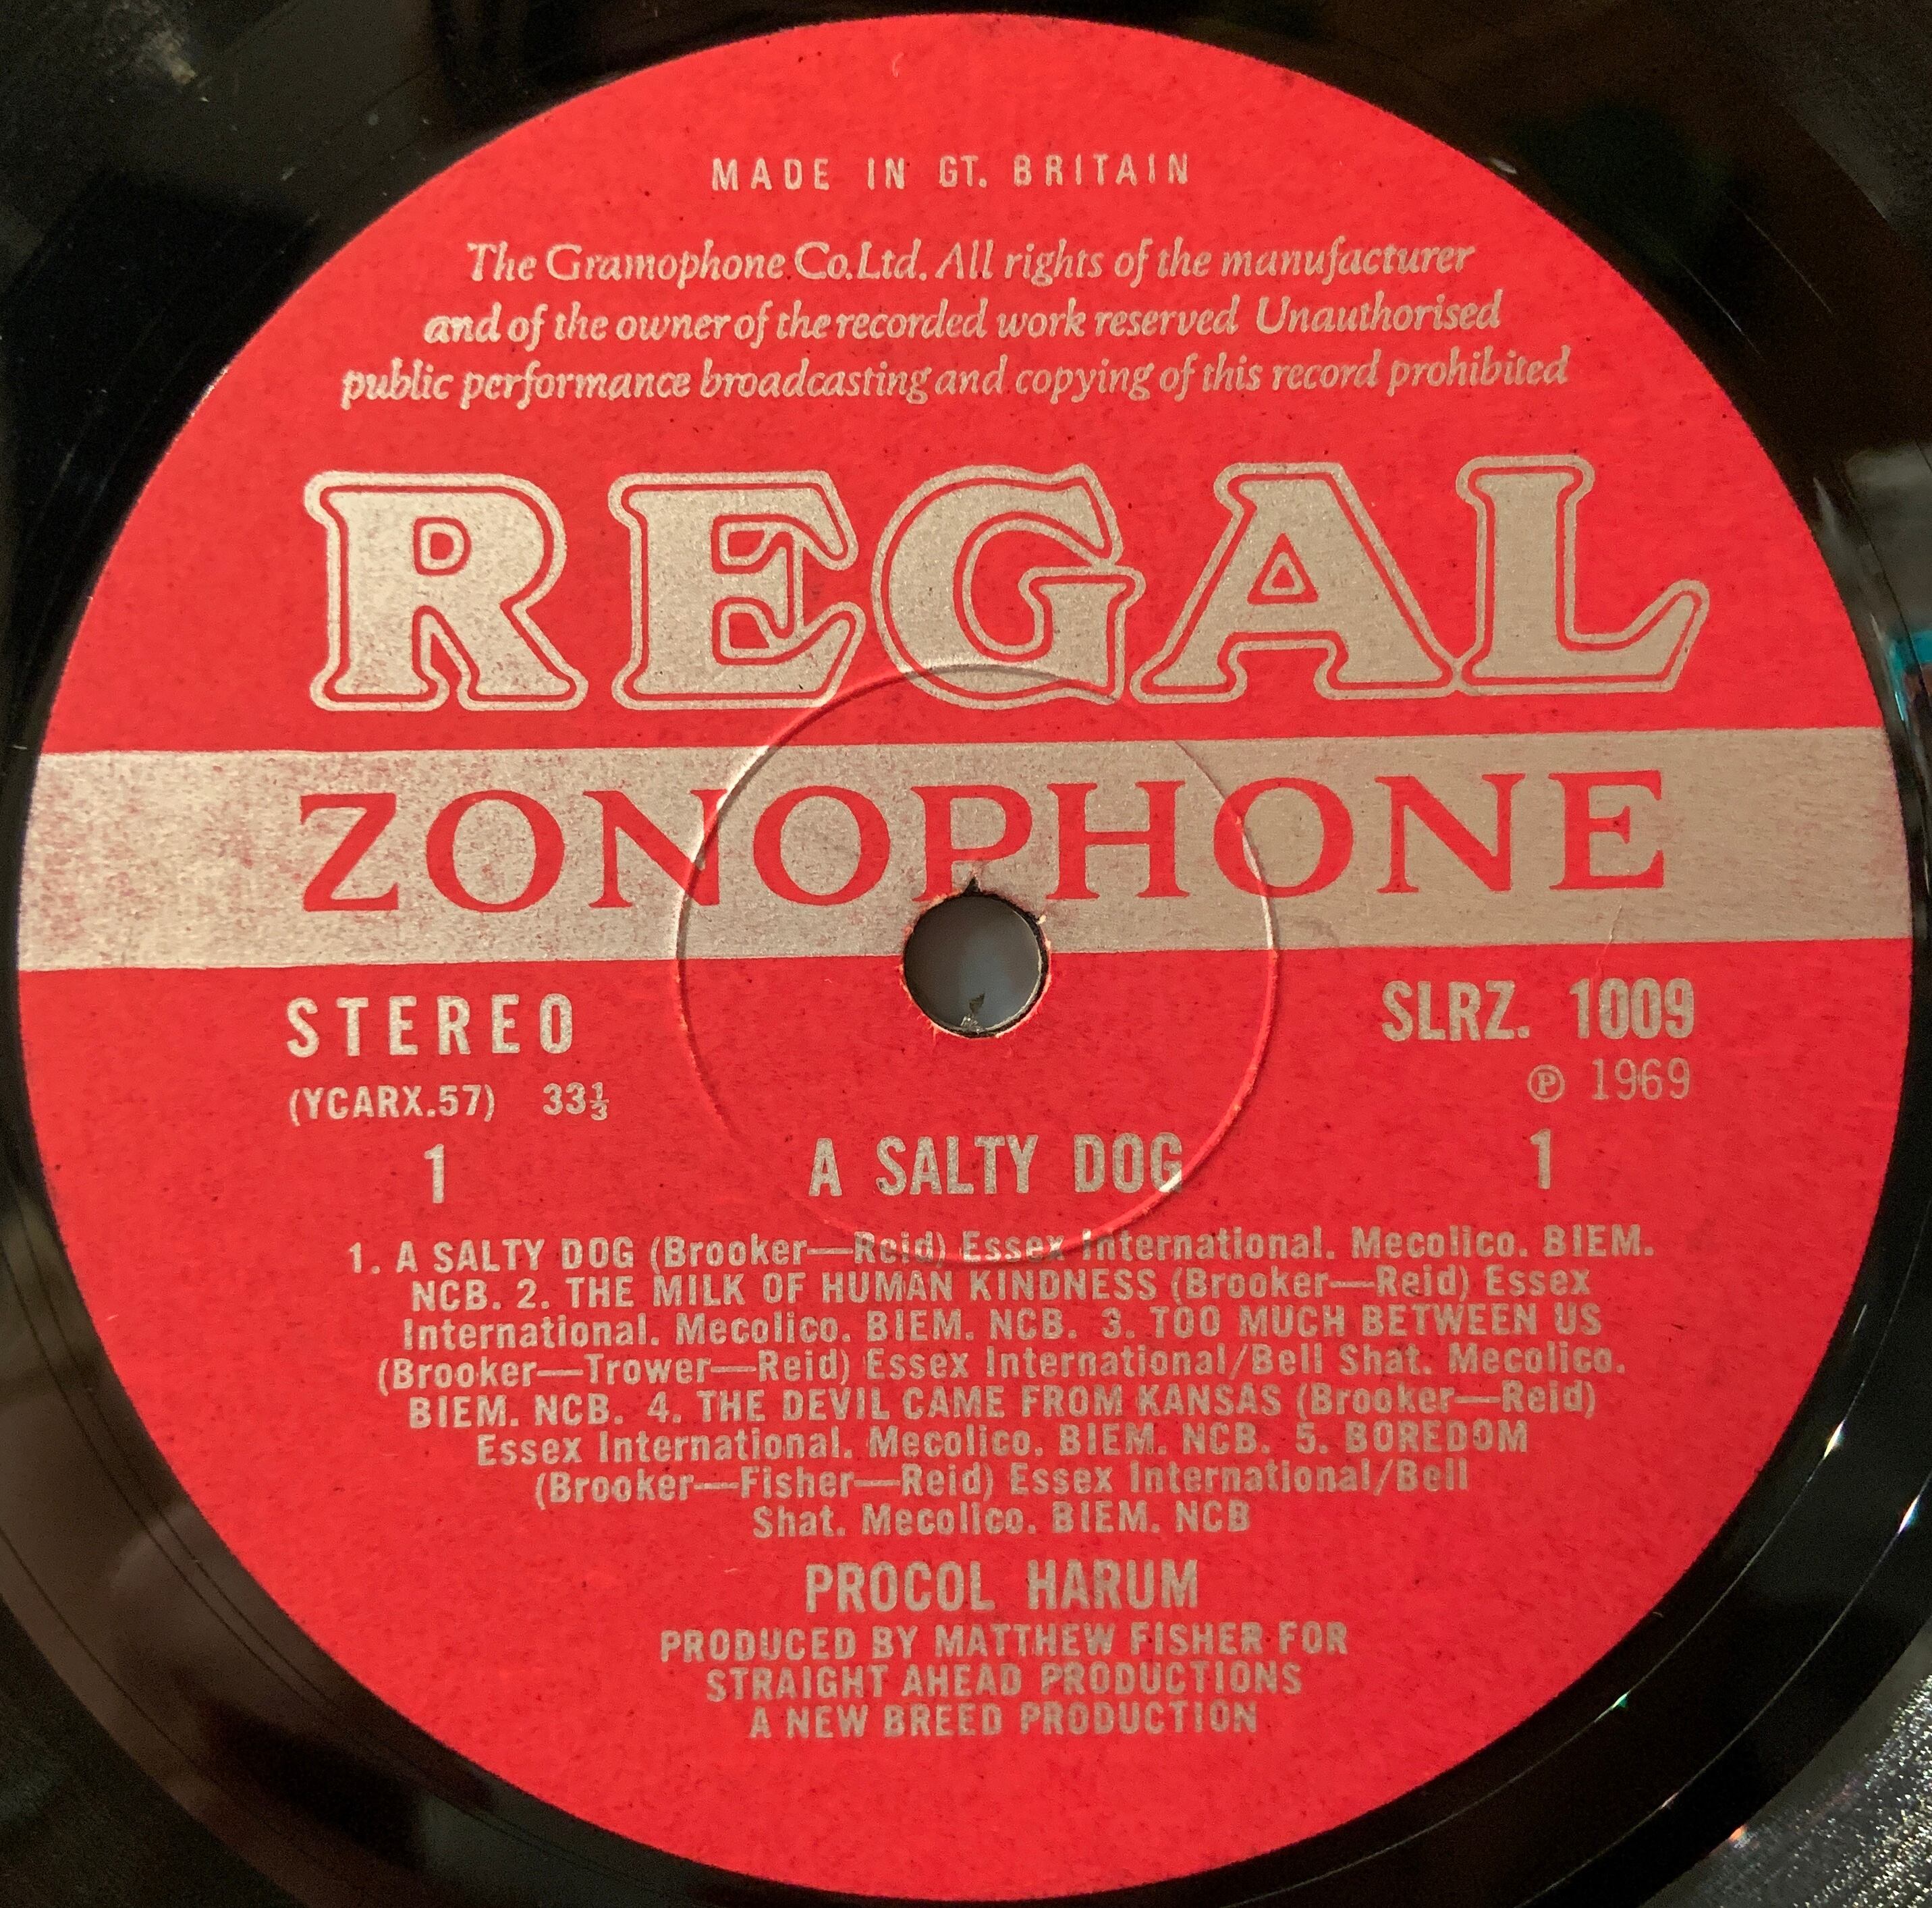 MADE IN GT. BRITAIN
The Gramophone Co.Ltd. All rights of the manufacturer
and of the owner of the recorded work reserved Unauthorised
public performance broadcasting and copying of this record prohibited
REGAL
ZONOPHONE
STEREO SLRZ. 1009
(YCARX.57) 33⅓ ℗ 1969
1 A SALTY DOG 1
1. A SALTY DOG (Brooker—Reid) Essex International. Mecolico. BIEM.
NCB. 2. THE MILK OF HUMAN KINDNESS (Brooker—Reid) Essex
International. Mecolico. BIEM. NCB. 3. TOO MUCH BETWEEN US
(Brooker—Trower—Reid) Essex International/Bell Shat. Mecolico.
BIEM. NCB. 4. THE DEVIL CAME FROM KANSAS (Brooker—Reid)
Essex International. Mecolico. BIEM. NCB. 5. BOREDOM
(Brooker—Fisher—Reid) Essex International/Bell
Shat. Mecolico. BIEM. NCB
PROCOL HARUM
PRODUCED BY MATTHEW FISHER FOR
STRAIGHT AHEAD PRODUCTIONS
A NEW BREED PRODUCTION